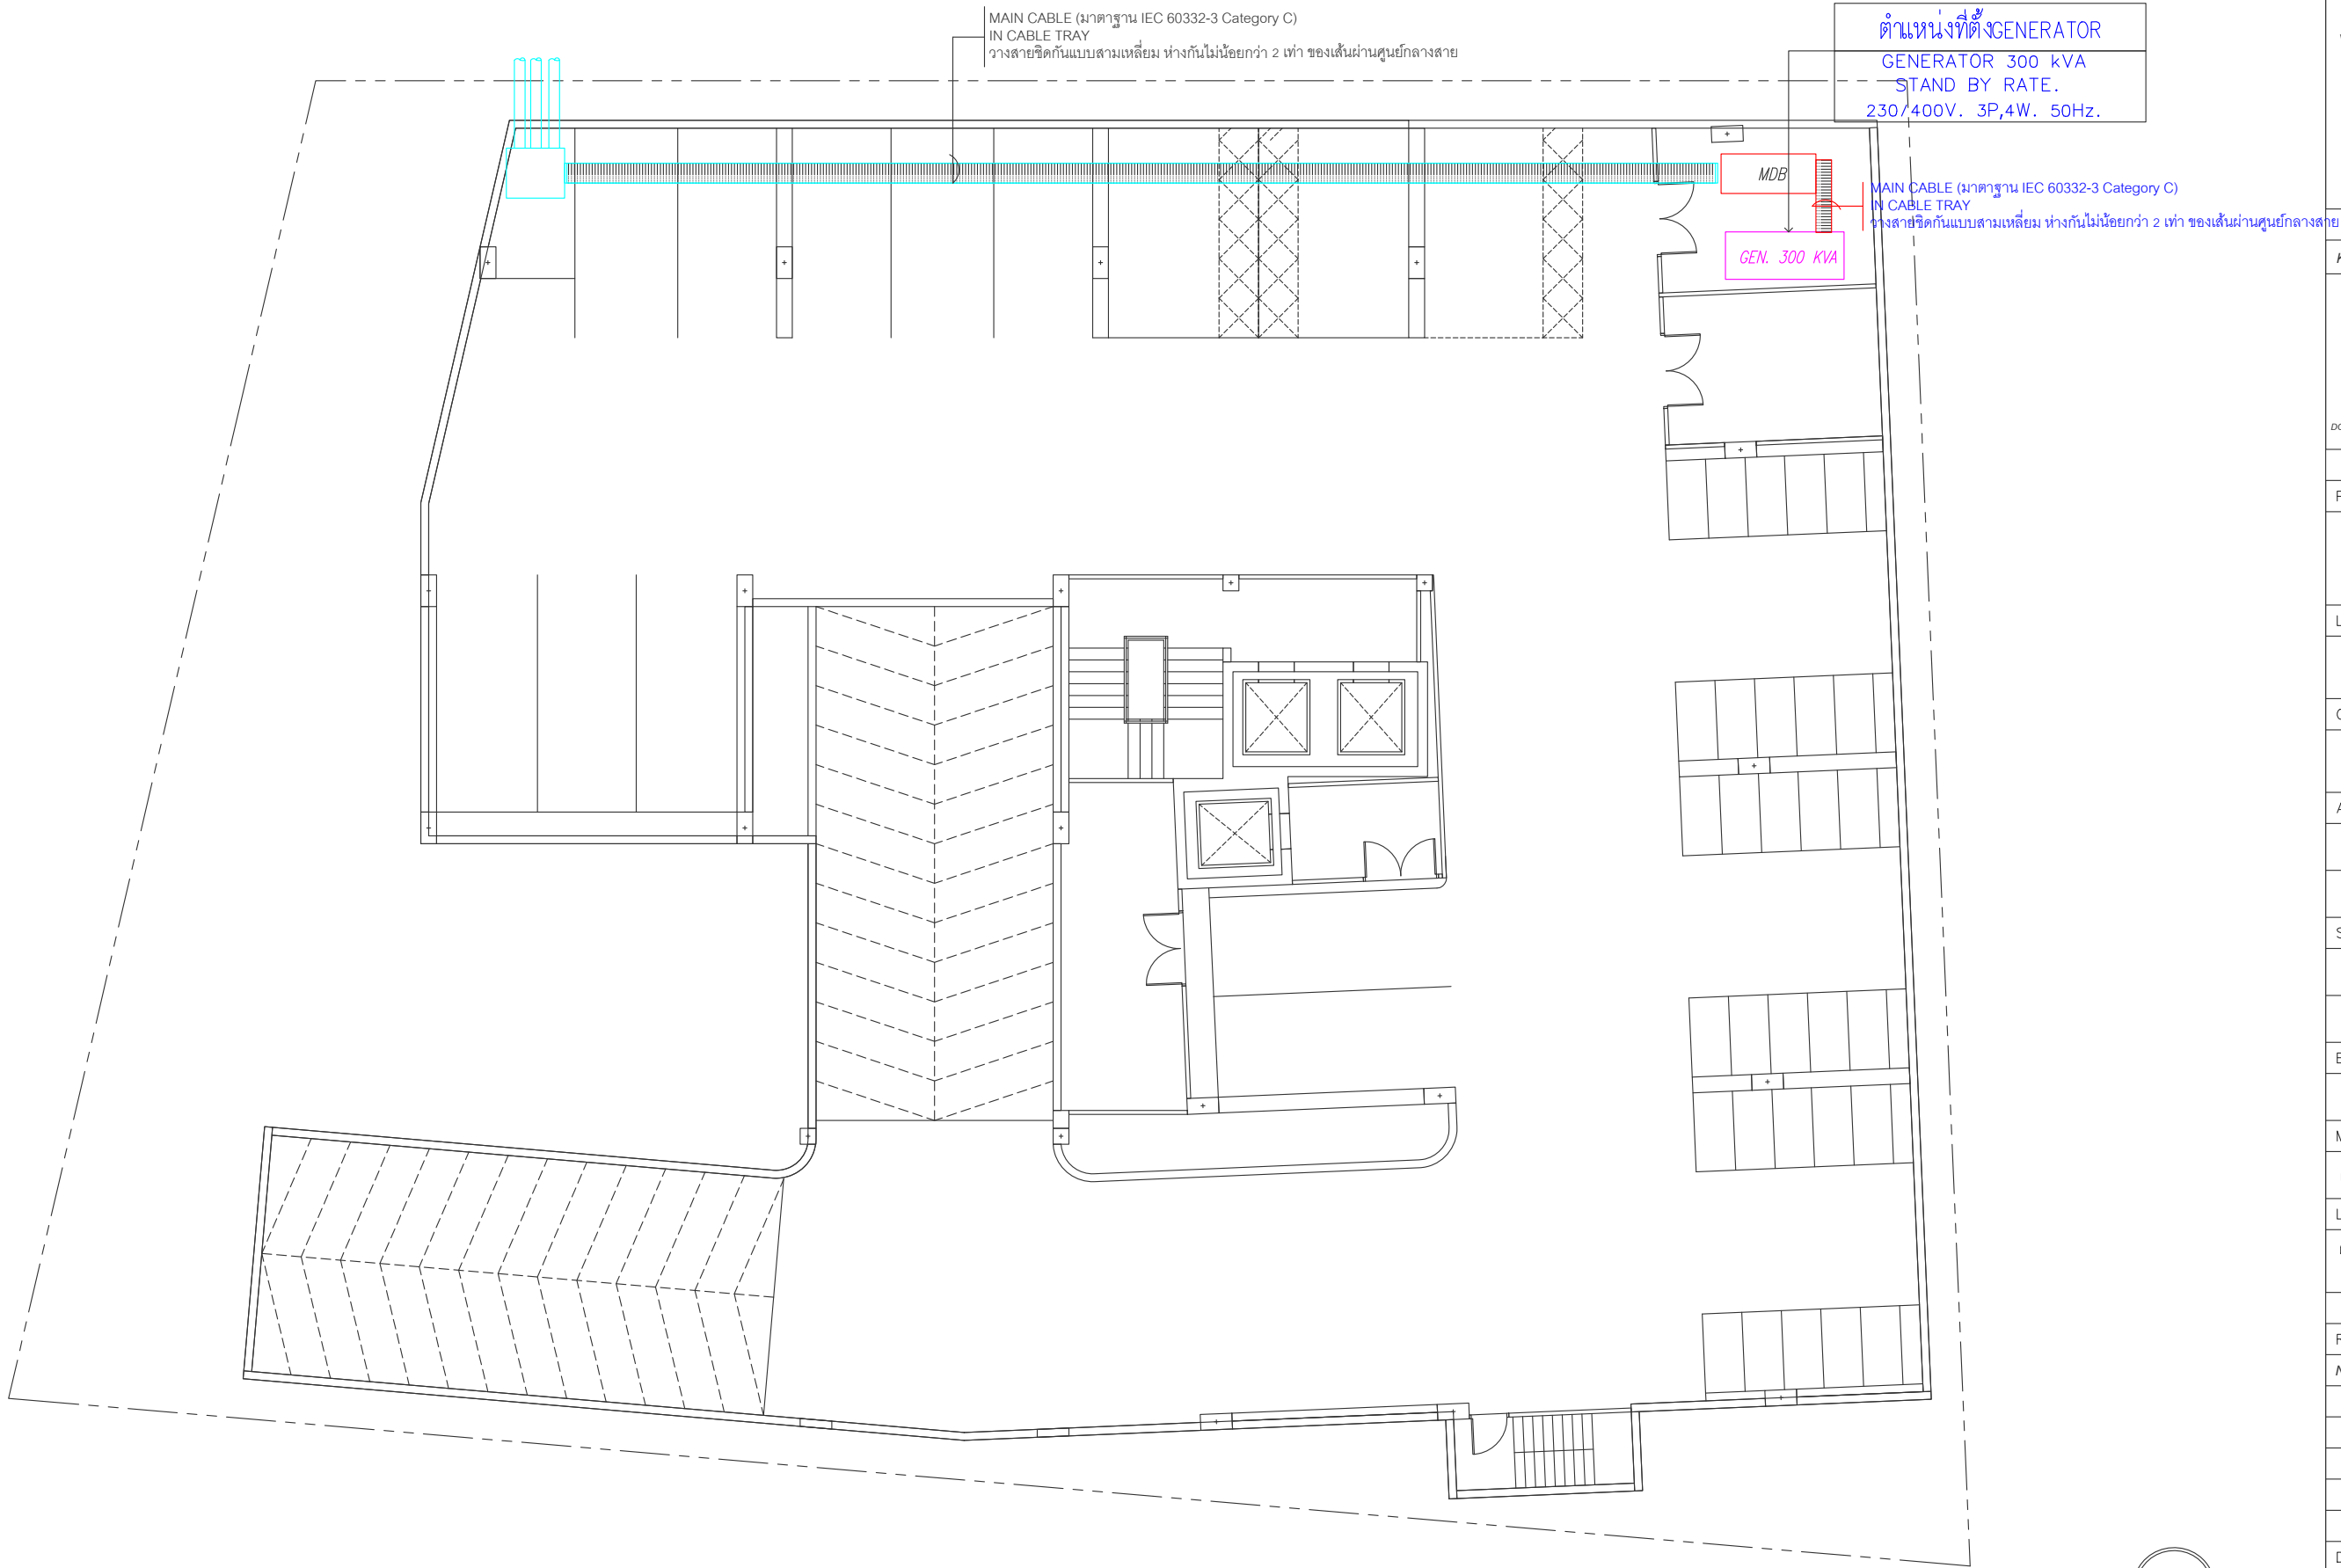 MAIN CABLE (มาตาฐาน IEC 60332-3 Category C)
IN CABLE TRAY
วางสายชิดกันแบบสามเหลี่ยม ห่างกันไม่น้อยกว่า 2 เท่า ของเส้นผ่านศูนย์กลางสาย
ตำแหน่งที่ตั้งGENERATOR
GENERATOR 300 kVA
STAND BY RATE.
230/400V. 3P,4W. 50Hz.
MDB
MAIN CABLE (มาตาฐาน IEC 60332-3 Category C)
IN CABLE TRAY
วางสายชิดกันแบบสามเหลี่ยม ห่างกันไม่น้อยกว่า 2 เท่า ของเส้นผ่านศูนย์กลางสาย
GEN. 300 KVA